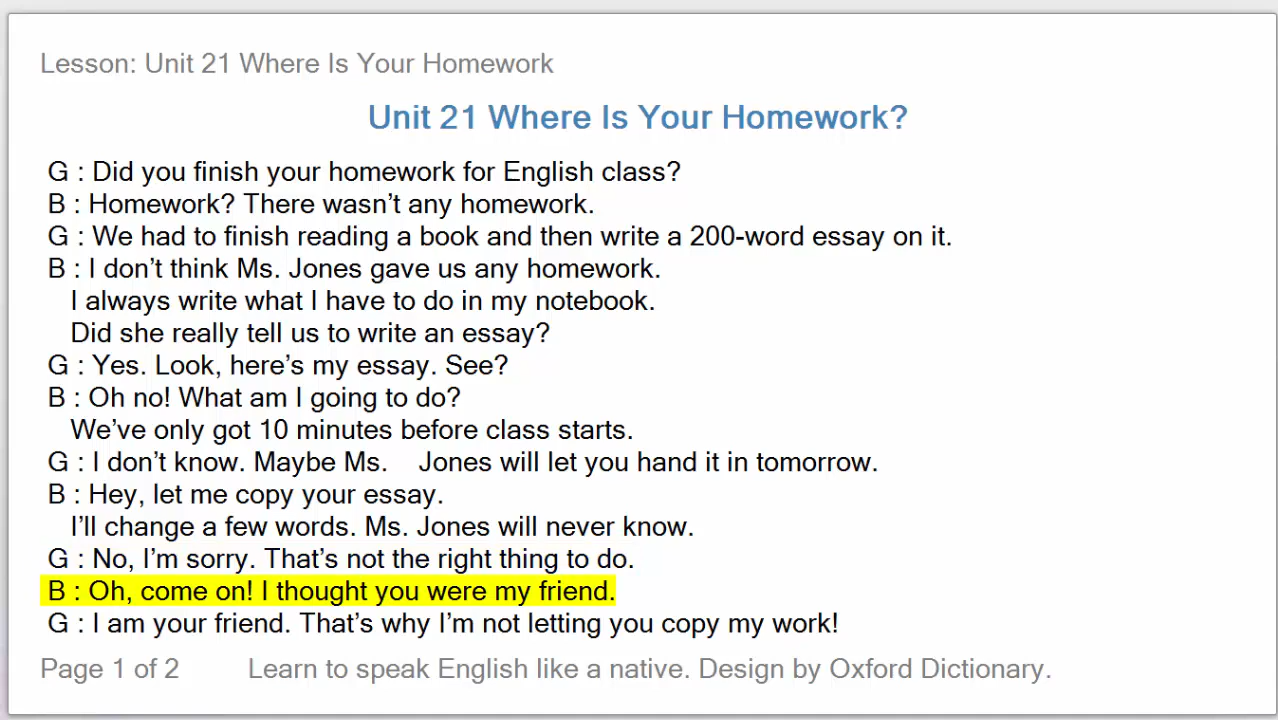 Lesson: Unit 21 Where Is Your Homework
Unit 21 Where Is Your Homework?
G : Did you finish your homework for English class?
B : Homework? There wasn’t any homework.
G : We had to finish reading a book and then write a 200-word essay on it.
B : I don’t think Ms. Jones gave us any homework.
I always write what I have to do in my notebook.
Did she really tell us to write an essay?
G : Yes. Look, here’s my essay. See?
B : Oh no! What am I going to do?
We’ve only got 10 minutes before class starts.
G : I don’t know. Maybe Ms. Jones will let you hand it in tomorrow.
B : Hey, let me copy your essay.
I’ll change a few words. Ms. Jones will never know.
G : No, I’m sorry. That’s not the right thing to do.
B : Oh, come on! I thought you were my friend.
G : I am your friend. That’s why I’m not letting you copy my work!
Page 1 of 2 Learn to speak English like a native. Design by Oxford Dictionary.